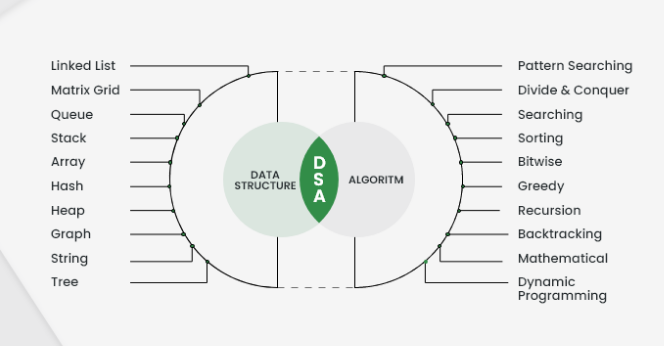 Linked List
Matrix Grid
Queue
Stack
Array
Hash
Heap
Graph
String
Tree
DATA
STRUCTURE
D
S
A
ALGORITM
Pattern Searching
Divide & Conquer
Searching
Sorting
Bitwise
Greedy
Recursion
Backtracking
Mathematical
Dynamic
Programming